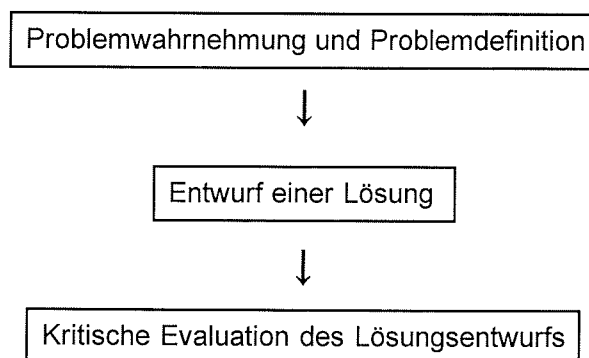 Problemwahrnehmung und Problemdefinition
Entwurf einer Lösung
Kritische Evaluation des Lösungsentwurfs